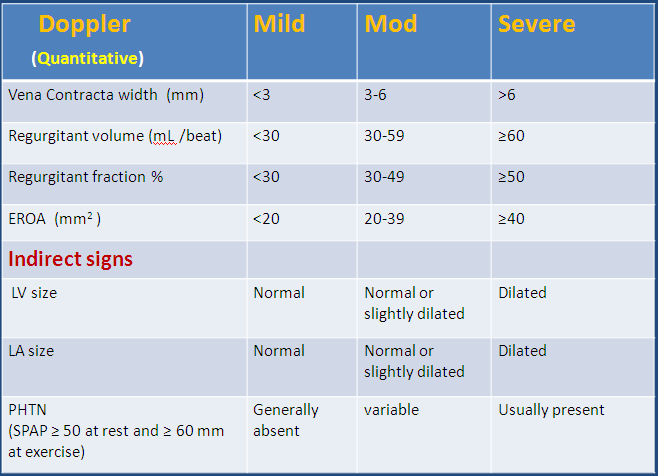 Doppler Mild Mod Severe
(Quantitative)
Vena Contracta width (mm) <3 3-6 >6
Regurgitant volume (mL /beat) <30 30-59 ≥60
Regurgitant fraction % <30 30-49 ≥50
EROA (mm² ) <20 20-39 ≥40
Indirect signs
LV size Normal Normal or Dilated
slightly dilated
LA size Normal Normal or Dilated
slightly dilated
PHTN Generally variable Usually present
(SPAP ≥ 50 at rest and ≥ 60 mm absent
at exercise)